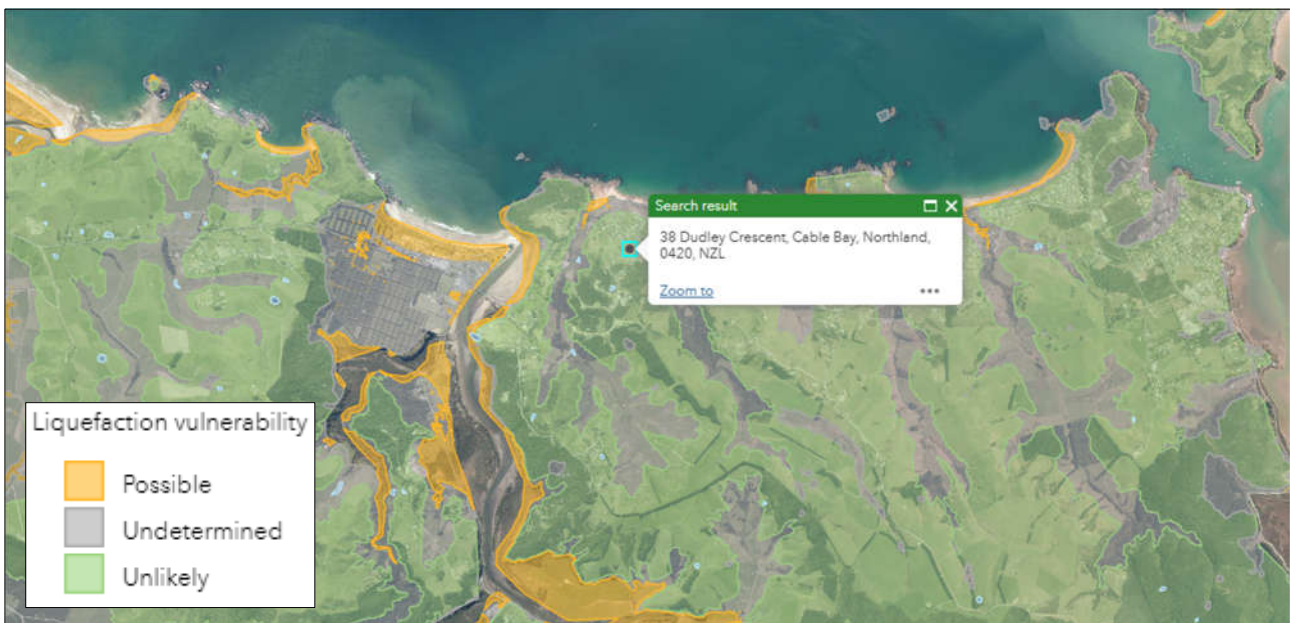 Search result
38 Dudley Crescent, Cable Bay, Northland,
0420, NZL
Zoom to
Liquefaction vulnerability
Possible
Undetermined
Unlikely